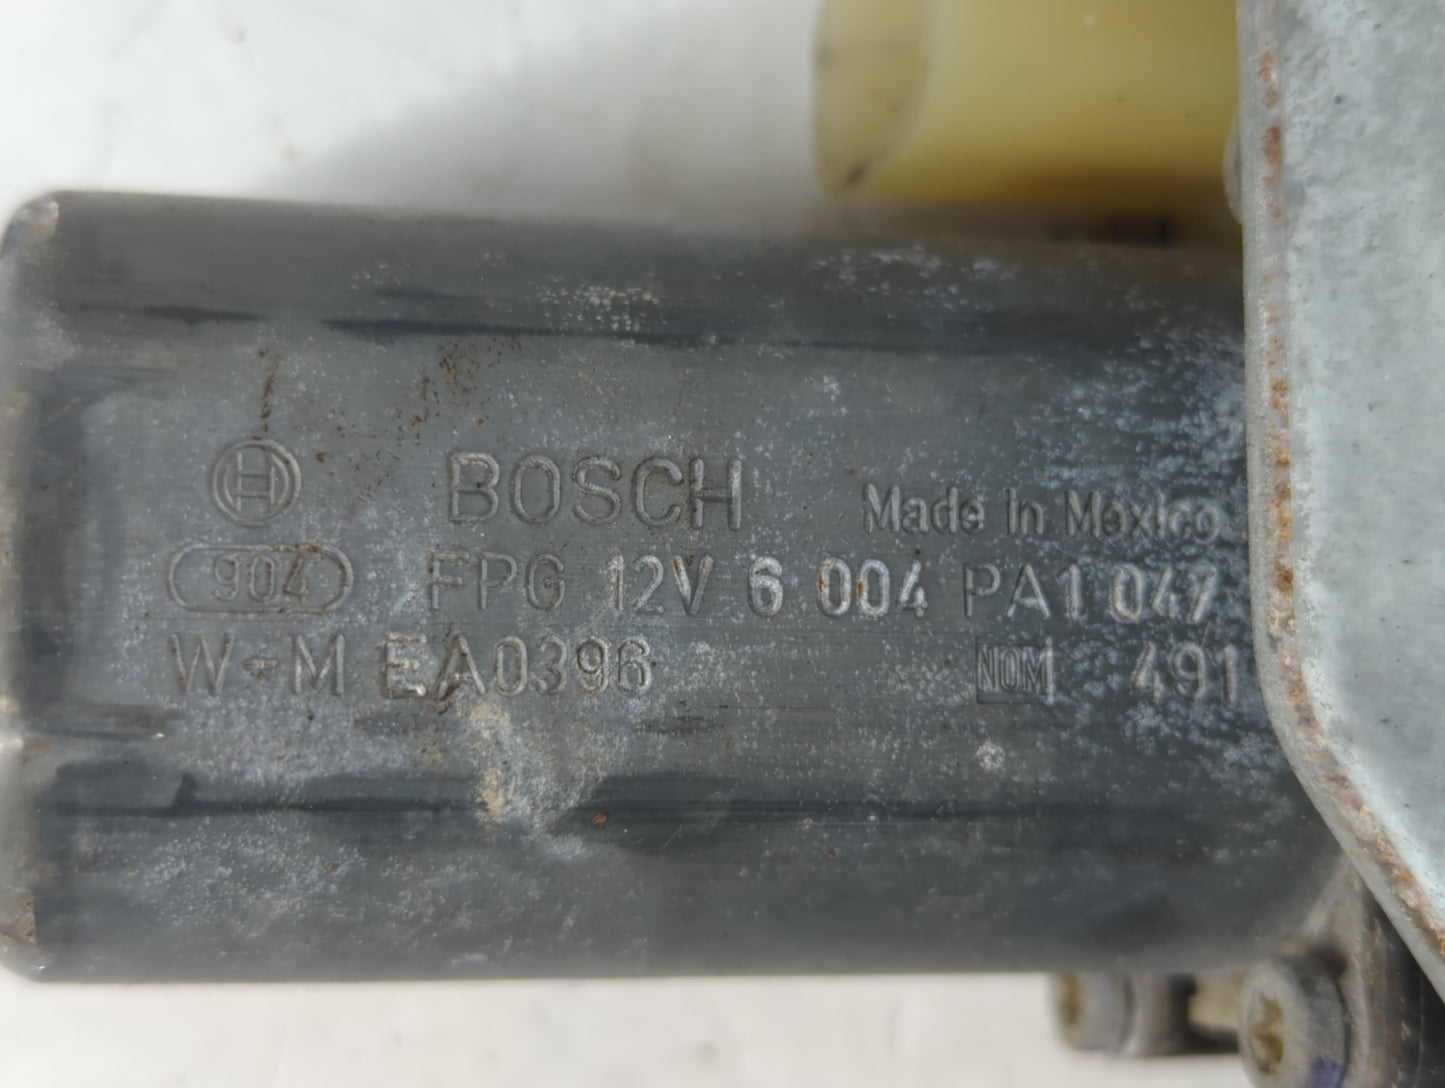 BOSCH Made in Mexico
904 FPG 12V 6 004 PA1 047
W-M EA0396 NOM 491